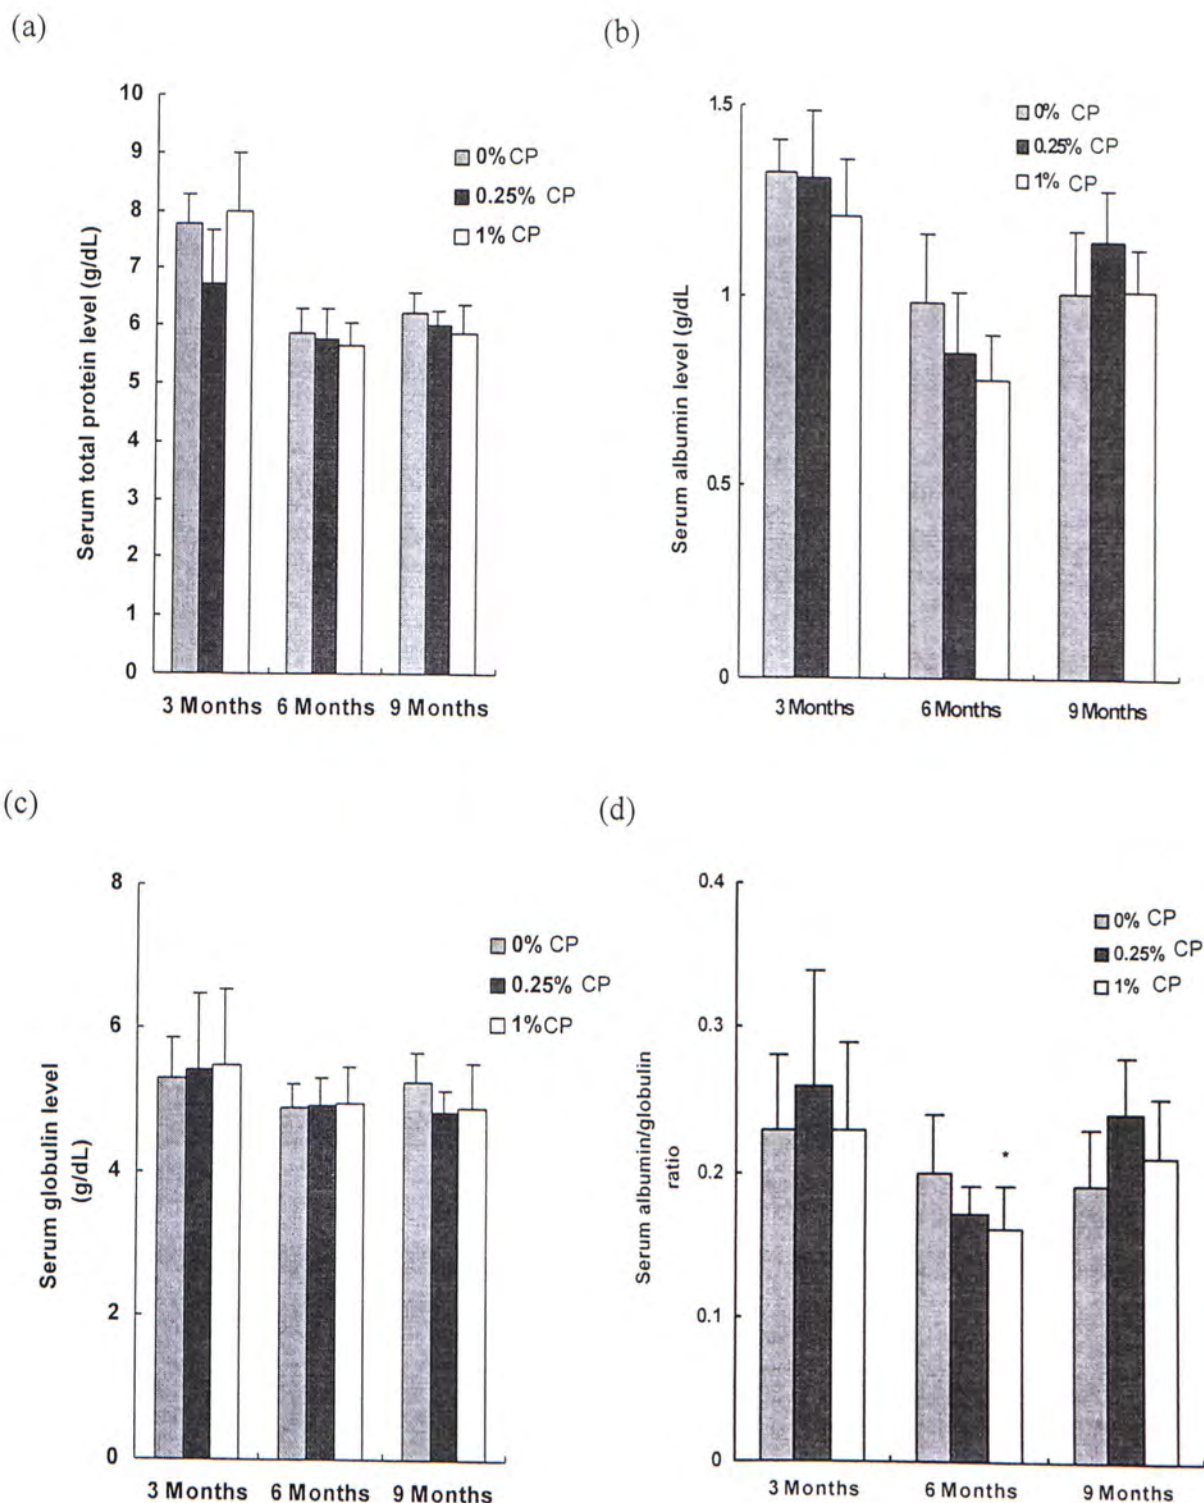 (a)
10
9
8
7
6
5
4
3
2
1
0
Serum total protein level (g/dL)
0% CP
0.25% CP
1% CP
3 Months 6 Months 9 Months
(b)
1.5
1
0.5
0
Serum albumin level (g/dL
0% CP
0.25% CP
1% CP
3 Months 6 Months 9 Months
(c)
8
6
4
2
0
Serum globulin level
(g/dL)
0% CP
0.25% CP
1% CP
3 Months 6 Months 9 Months
(d)
0.4
0.3
0.2
0.1
0
Serum albumin/globulin
ratio
0% CP
0.25% CP
1% CP
*
3 Months 6 Months 9 Months